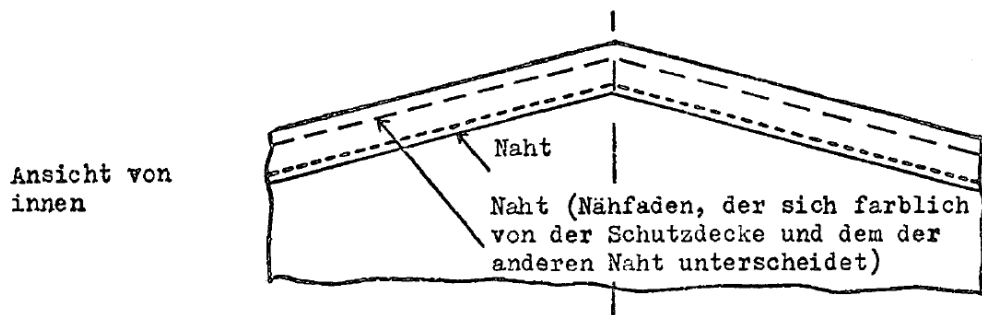 Ansicht von
innen
Naht
Naht (Nähfaden, der sich farblich
von der Schutzdecke und dem der
anderen Naht unterscheidet)